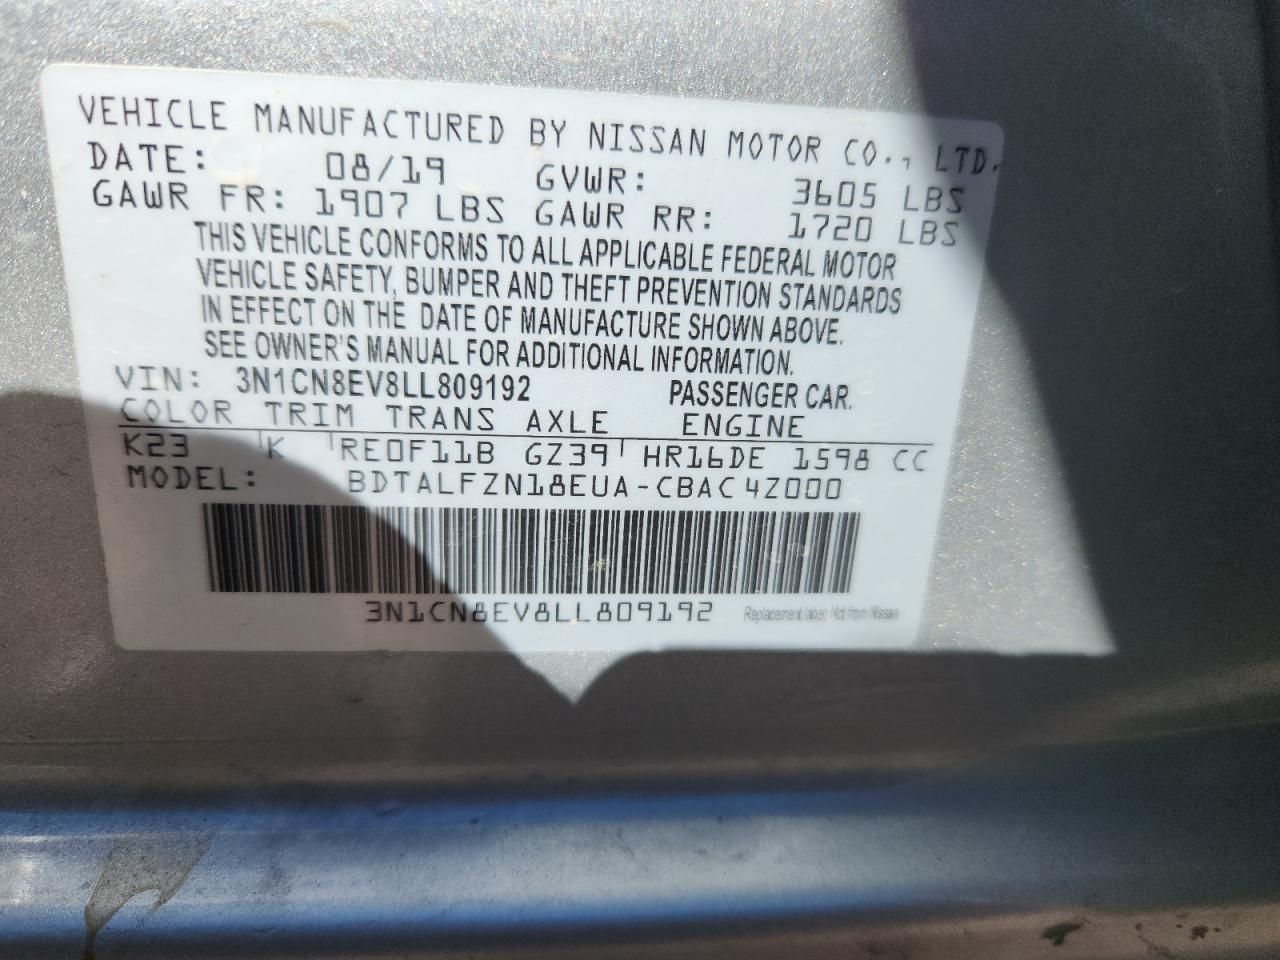 VEHICLE MANUFACTURED BY NISSAN MOTOR CO., LTD.
DATE: 08/19 GVWR: 3605 LBS
GAWR FR: 1907 LBS GAWR RR: 1720 LBS
THIS VEHICLE CONFORMS TO ALL APPLICABLE FEDERAL MOTOR
VEHICLE SAFETY, BUMPER AND THEFT PREVENTION STANDARDS
IN EFFECT ON THE DATE OF MANUFACTURE SHOWN ABOVE.
SEE OWNER'S MANUAL FOR ADDITIONAL INFORMATION.
VIN: 3N1CN8EV8LL809192 PASSENGER CAR.
COLOR TRIM TRANS AXLE ENGINE
K23 K RE0F11B GZ39 HR16DE 1598 CC
MODEL: BDTALFZN18EUA-CBAC4Z000
3N1CN8EV8LL809192 Replacement label: Not from Nissan